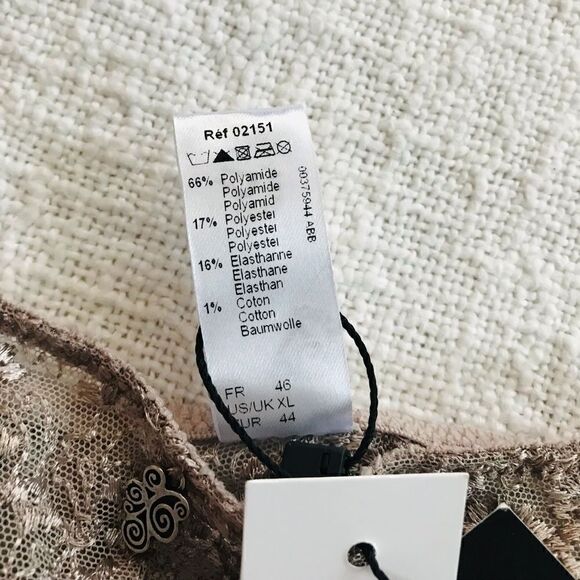 Réf 02151
66% Polyamide
Polyamide
Polyamid
17% Polyester
Polyester
Polyester
16% Elasthanne
Elasthane
Elasthan
1% Coton
Cotton
Baumwolle
00375944 ABB
FR 46
US/UK XL
EUR 44